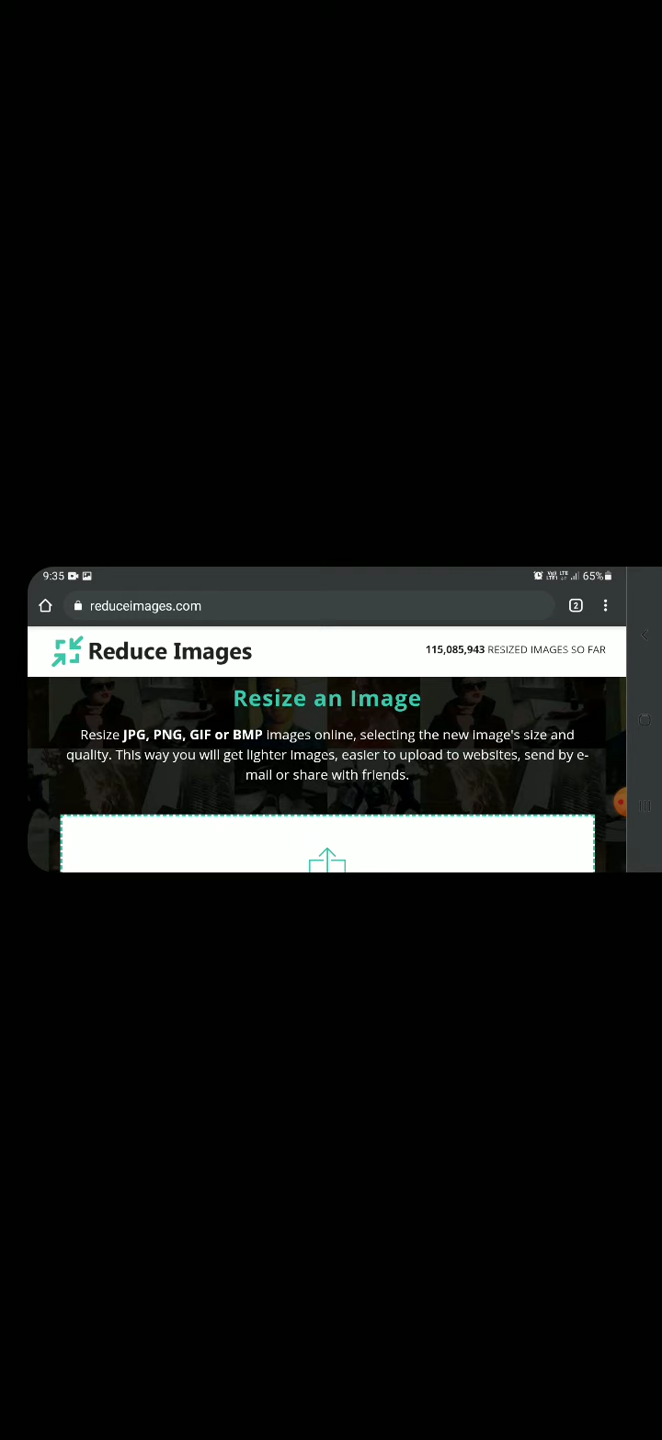 9:35
65%
reduceimages.com
2
Reduce Images
115,085,943 RESIZED IMAGES SO FAR
Resize an Image
Resize JPG, PNG, GIF or BMP images online, selecting the new image's size and
quality. This way you will get lighter images, easier to upload to websites, send by e-
mail or share with friends.